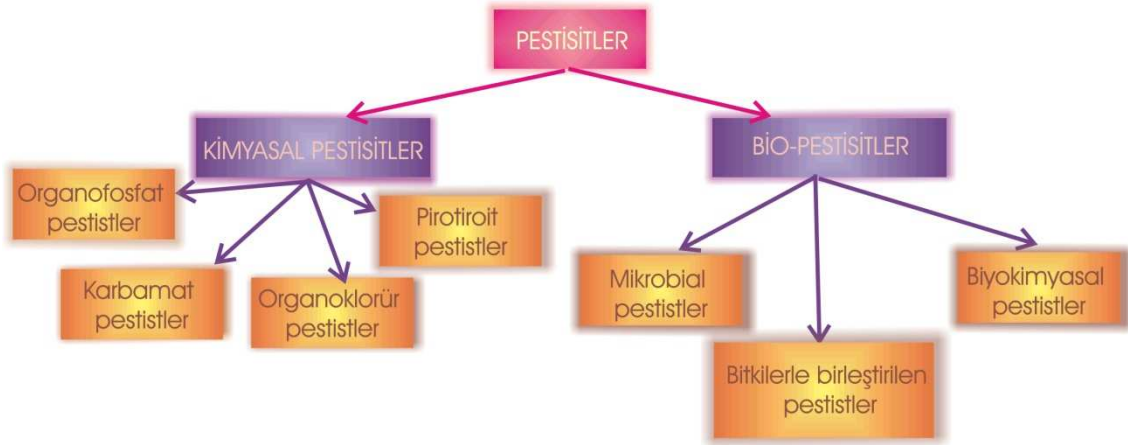 PESTİSİTLER
KİMYASAL PESTİSİTLER
BİO-PESTİSİTLER
Organofosfat
pestistler
Pirotiroit
pestistler
Karbamat
pestistler
Organoklorür
pestistler
Mikrobial
pestistler
Biyokimyasal
pestistler
Bitkilerle birleştirilen
pestistler